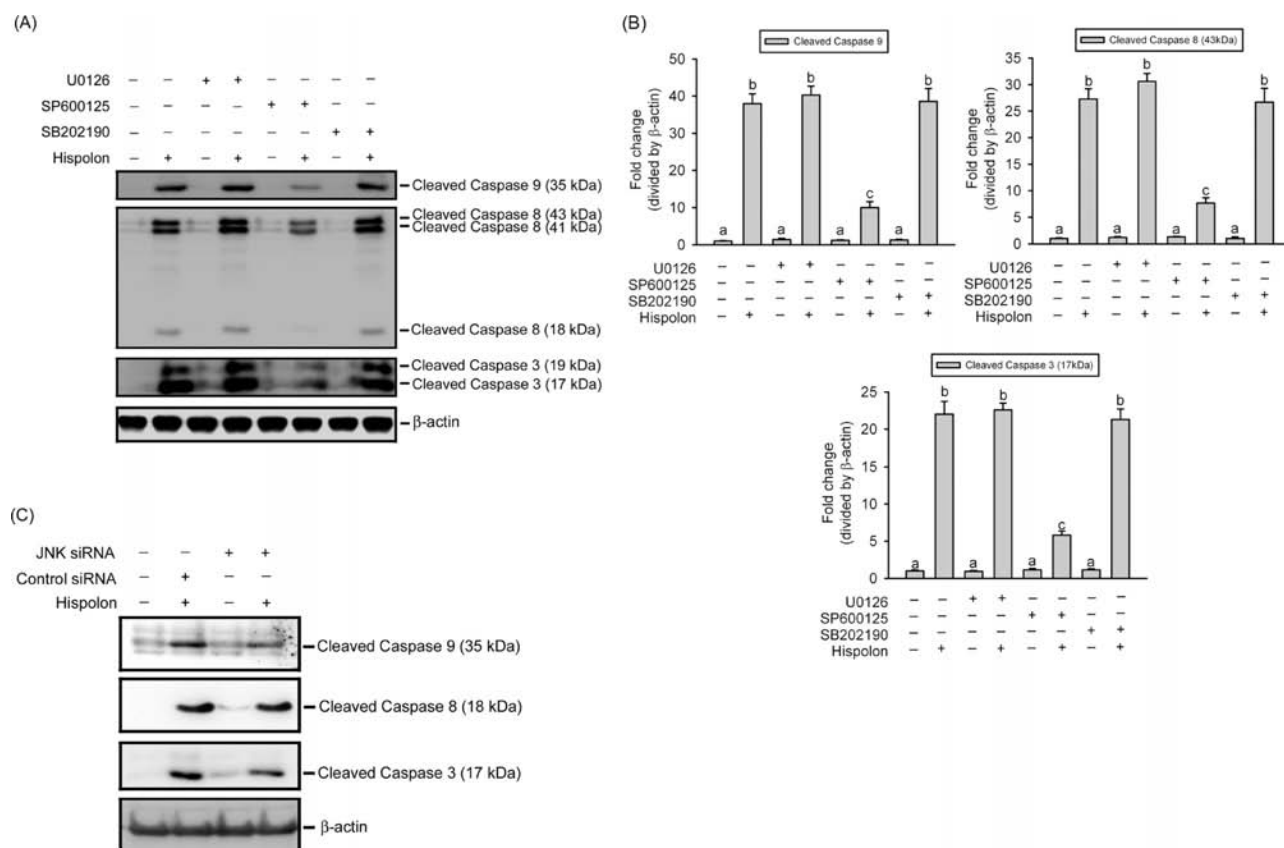 (A)
U0126 − − + + − − − −
SP600125 − − − − + + − −
SB202190 − − − − − − + +
Hispolon − + − + − + − +
Cleaved Caspase 9 (35 kDa)
Cleaved Caspase 8 (43 kDa)
Cleaved Caspase 8 (41 kDa)
Cleaved Caspase 8 (18 kDa)
Cleaved Caspase 3 (19 kDa)
Cleaved Caspase 3 (17 kDa)
β-actin
(B)
Cleaved Caspase 9
Fold change
(divided by β-actin)
50
40
30
20
10
0
a b a b a c a b
U0126 − − + + − − − −
SP600125 − − − − + + − −
SB202190 − − − − − − + +
Hispolon − + − + − + − +
Cleaved Caspase 8 (43kDa)
Fold change
(divided by β-actin)
35
30
25
20
15
10
5
0
a b a b a c a b
U0126 − − + + − − − −
SP600125 − − − − + + − −
SB202190 − − − − − − + +
Hispolon − + − + − + − +
Cleaved Caspase 3 (17kDa)
Fold change
(divided by β-actin)
25
20
15
10
5
0
a b a b a c a b
U0126 − − + + − − − −
SP600125 − − − − + + − −
SB202190 − − − − − − + +
Hispolon − + − + − + − +
(C)
JNK siRNA − − + +
Control siRNA − + − −
Hispolon − + − +
Cleaved Caspase 9 (35 kDa)
Cleaved Caspase 8 (18 kDa)
Cleaved Caspase 3 (17 kDa)
β-actin